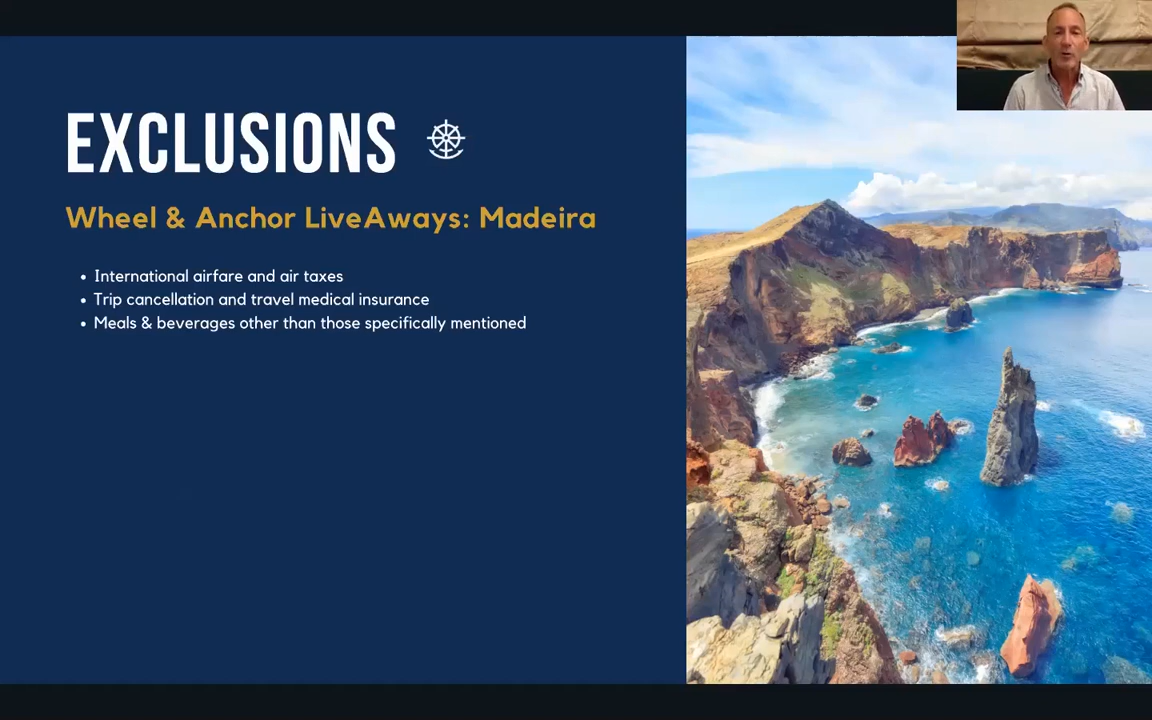 EXCLUSIONS
Wheel & Anchor LiveAways: Madeira
• International airfare and air taxes
• Trip cancellation and travel medical insurance
• Meals & beverages other than those specifically mentioned